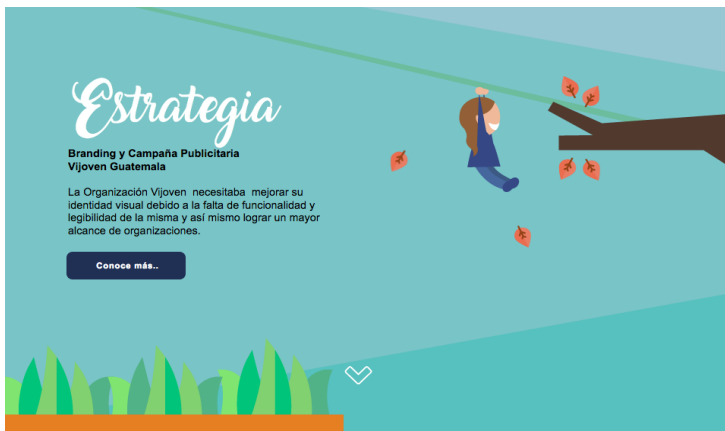 Estrategia
Branding y Campaña Publicitaria
Vijoven Guatemala
La Organización Vijoven necesitaba mejorar su
identidad visual debido a la falta de funcionalidad y
legibilidad de la misma y así mismo lograr un mayor
alcance de organizaciones.
Conoce más..